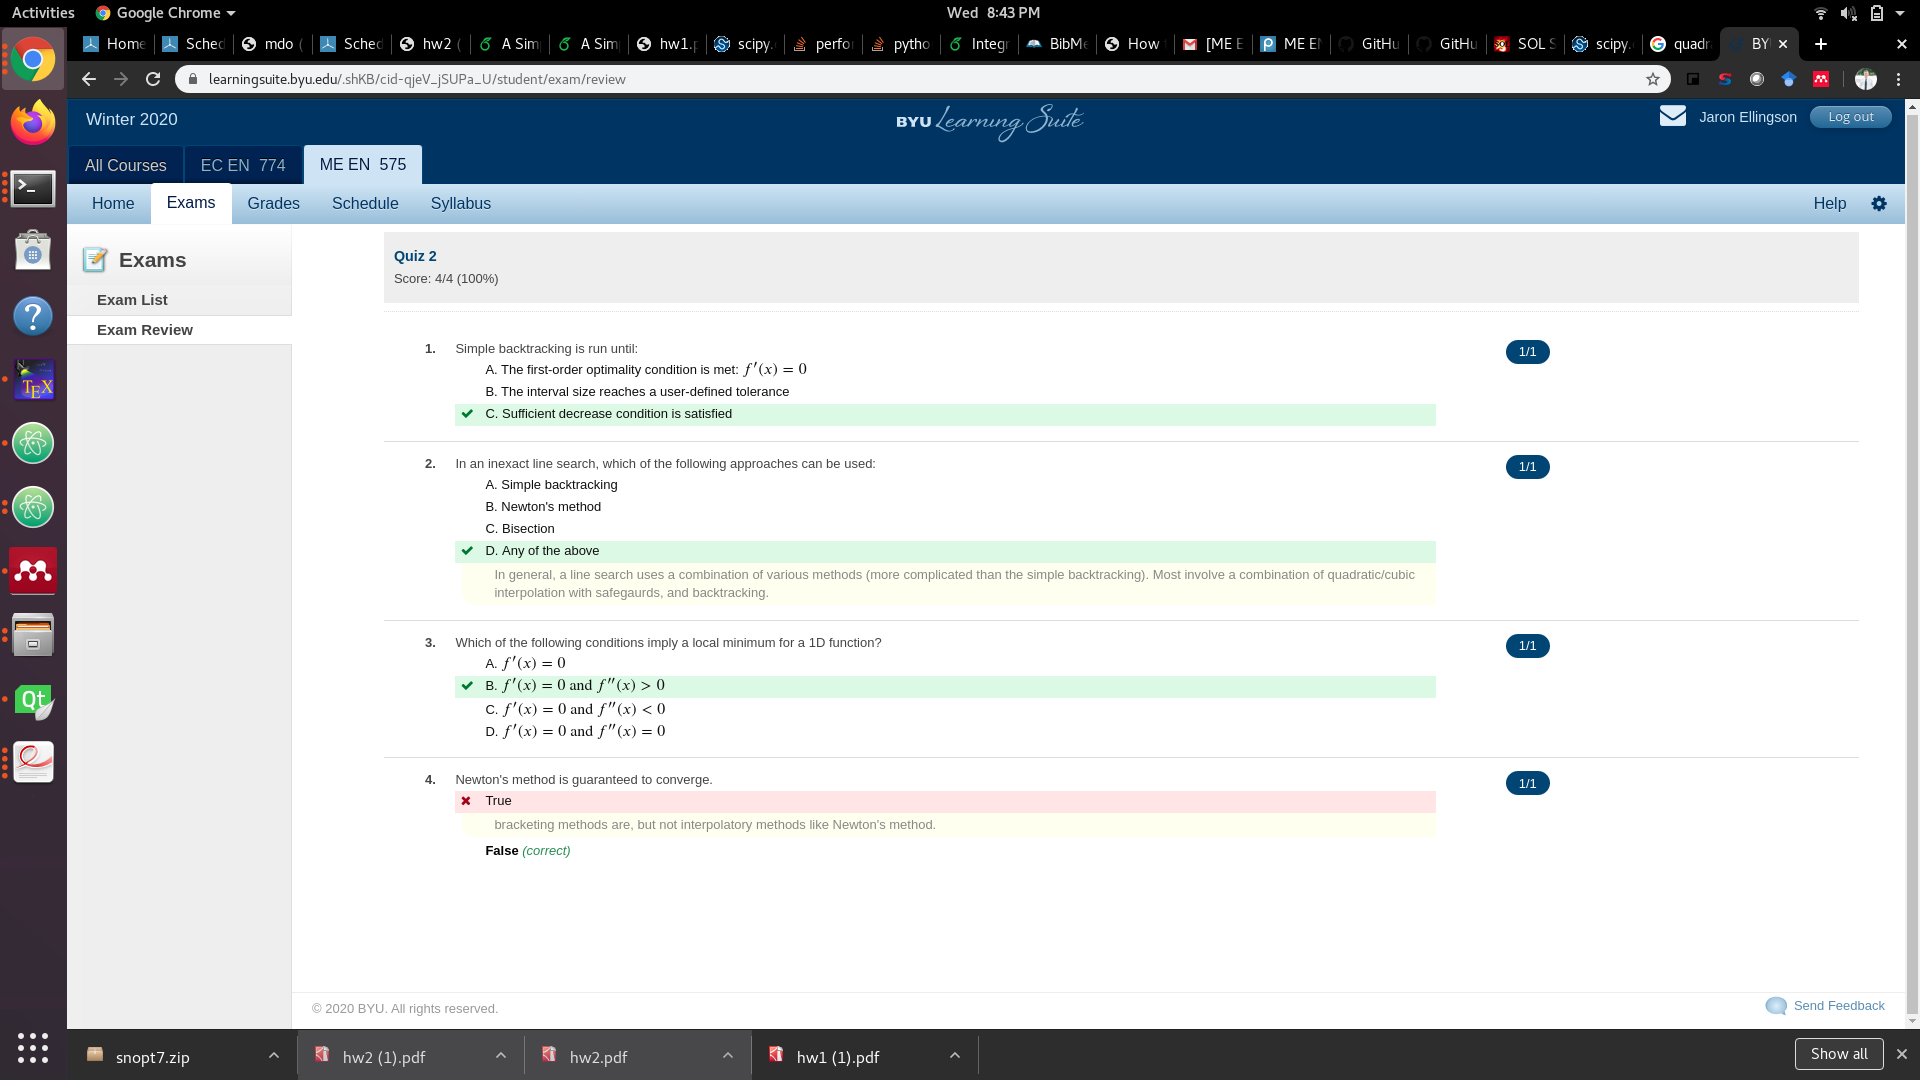 Activities Google Chrome Wed 8:43 PM
Home Sched mdo ( Sched hw2 ( A Sim A Sim hw1.p scipy. perfor pytho Integr BibMe How [ME E ME EN GitHu GitHu SOL S scipy. quadr BY
learningsuite.byu.edu/.shKB/cid-qjeV_jSUPa_U/student/exam/review
Winter 2020 BYU Learning Suite Jaron Ellingson Log out
All Courses EC EN 774 ME EN 575
Home Exams Grades Schedule Syllabus Help
Exams
Exam List
Exam Review
Quiz 2
Score: 4/4 (100%)
1. Simple backtracking is run until: 1/1
A. The first-order optimality condition is met: f′(x) = 0
B. The interval size reaches a user-defined tolerance
C. Sufficient decrease condition is satisfied
2. In an inexact line search, which of the following approaches can be used: 1/1
A. Simple backtracking
B. Newton's method
C. Bisection
D. Any of the above
In general, a line search uses a combination of various methods (more complicated than the simple backtracking). Most involve a combination of quadratic/cubic
interpolation with safegaurds, and backtracking.
3. Which of the following conditions imply a local minimum for a 1D function? 1/1
A. f′(x) = 0
B. f′(x) = 0 and f″(x) > 0
C. f′(x) = 0 and f″(x) < 0
D. f′(x) = 0 and f″(x) = 0
4. Newton's method is guaranteed to converge. 1/1
True
bracketing methods are, but not interpolatory methods like Newton's method.
False (correct)
© 2020 BYU. All rights reserved.
Send Feedback
snopt7.zip hw2 (1).pdf hw2.pdf hw1 (1).pdf Show all